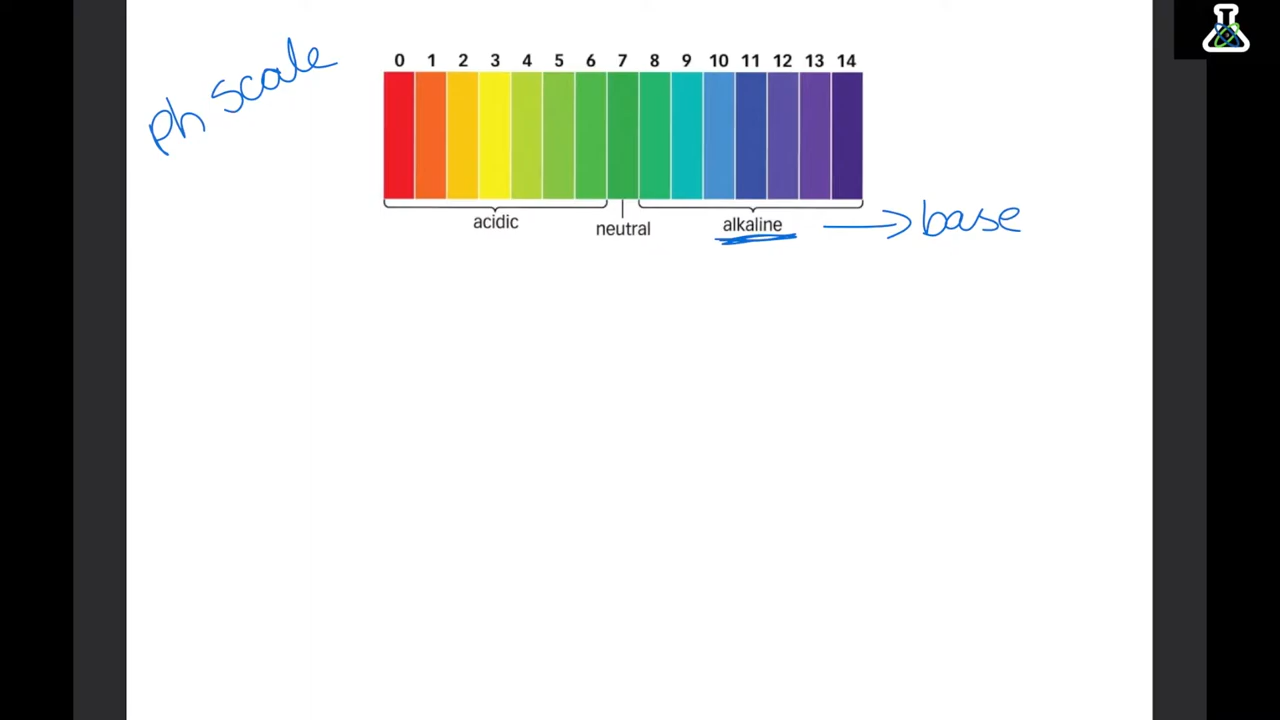 ph scale
0 1 2 3 4 5 6 7 8 9 10 11 12 13 14
acidic neutral alkaline → base